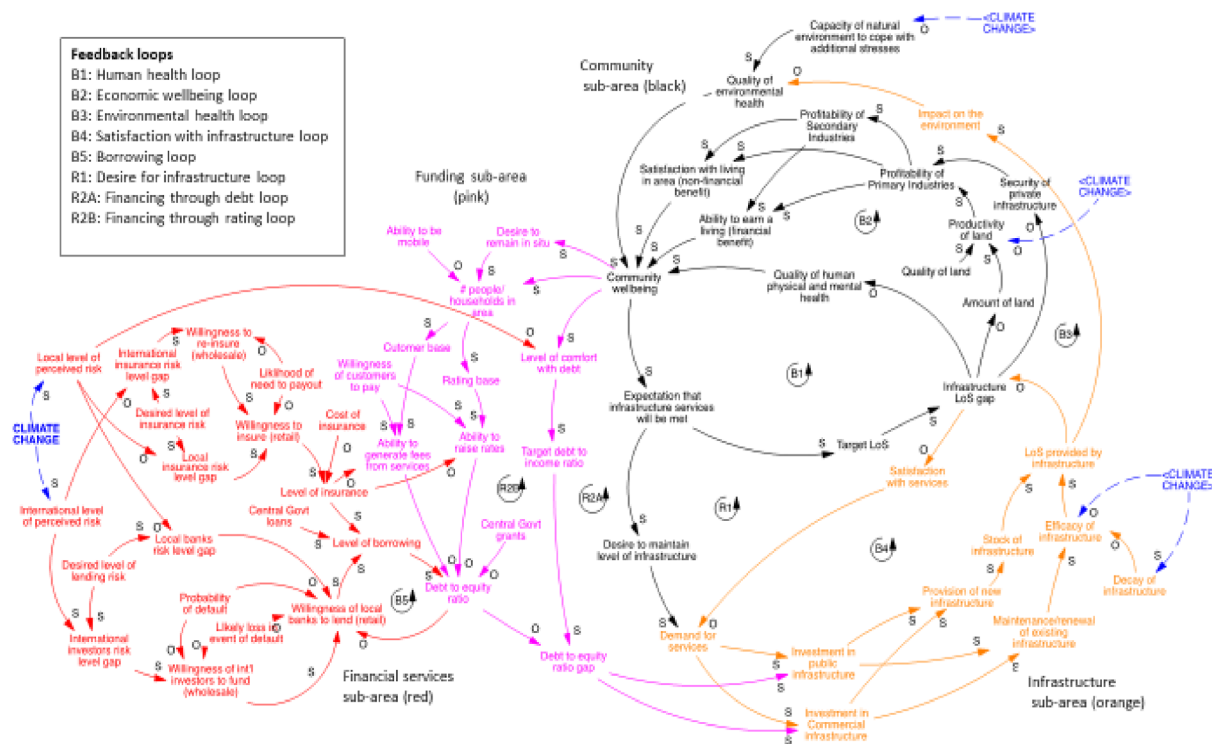 Feedback loops
B1: Human health loop
B2: Economic wellbeing loop
B3: Environmental health loop
B4: Satisfaction with infrastructure loop
B5: Borrowing loop
R1: Desire for infrastructure loop
R2A: Financing through debt loop
R2B: Financing through rating loop
Community
sub-area (black)
Capacity of natural
environment to cope with
additional stresses
<CLIMATE
CHANGE>
Quality of
environmental
health
Impact on the
environment
Profitability of
Secondary
Industries
Satisfaction with living
in area (non-financial
benefit)
Profitability of
Primary Industries
Security of
private
infrastructure
<CLIMATE
CHANGE>
Ability to earn a
living (financial
benefit)
B2
Productivity
of land
Quality of land
Amount of land
Community
wellbeing
Quality of human
physical and mental
health
B3
B1
Infrastructure
LoS gap
Expectation that
infrastructure services
will be met
Target LoS
Funding sub-area
(pink)
Ability to be
mobile
Desire to
remain in situ
# people/
households in
area
Cutomer base
Willingness
of customers
to pay
Rating base
Level of comfort
with debt
Ability to
generate fees
from services
Ability to
raise rates
Target debt to
income ratio
R2B
R2A
R1
Central Govt
grants
Debt to equity
ratio
Debt to equity
ratio gap
Local level of
perceived risk
International
insurance risk
level gap
Willingness to
re-insure
(wholesale)
Liklihood of
need to payout
CLIMATE
CHANGE
Desired level of
insurance risk
Willingness to
insure (retail)
Cost of
insurance
Local
insurance risk
level gap
Level of insurance
International level
of perceived risk
Central Govt
loans
Level of borrowing
Local banks
risk level gap
Desired level of
lending risk
Probability
of default
Willingness of local
banks to lend (retail)
B5
LIkely loss in
event of default
International
investors risk
level gap
Willingness of int'l
investors to fund
(wholesale)
Financial services
sub-area (red)
Desire to maintain
level of infrastructure
Satisfaction
with services
B4
LoS provided by
infrastructure
<CLIMATE
CHANGE>
Stock of
infrastructure
Efficacy of
infrastructure
Decay of
infrastructure
Provision of new
infrastructure
Maintenance/renewal
of existing
infrastructure
Demand for
services
Investment in
public
infrastructure
Investment in
Commercial
Infrastructure
Infrastructure
sub-area (orange)